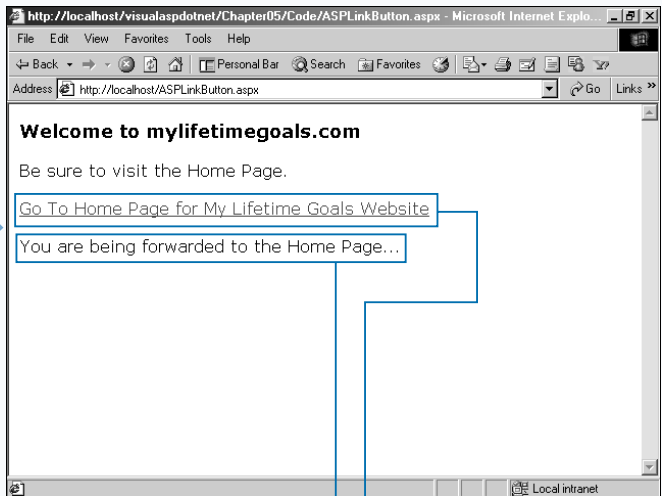 http://localhost/visualaspdotnet/Chapter05/Code/ASPLinkButton.aspx - Microsoft Internet Explo...
File Edit View Favorites Tools Help
Back Personal Bar Search Favorites
Address http://localhost/ASPLinkButton.aspx Go Links »
Welcome to mylifetimegoals.com
Be sure to visit the Home Page.
Go To Home Page for My Lifetime Goals Website
You are being forwarded to the Home Page...
Local intranet